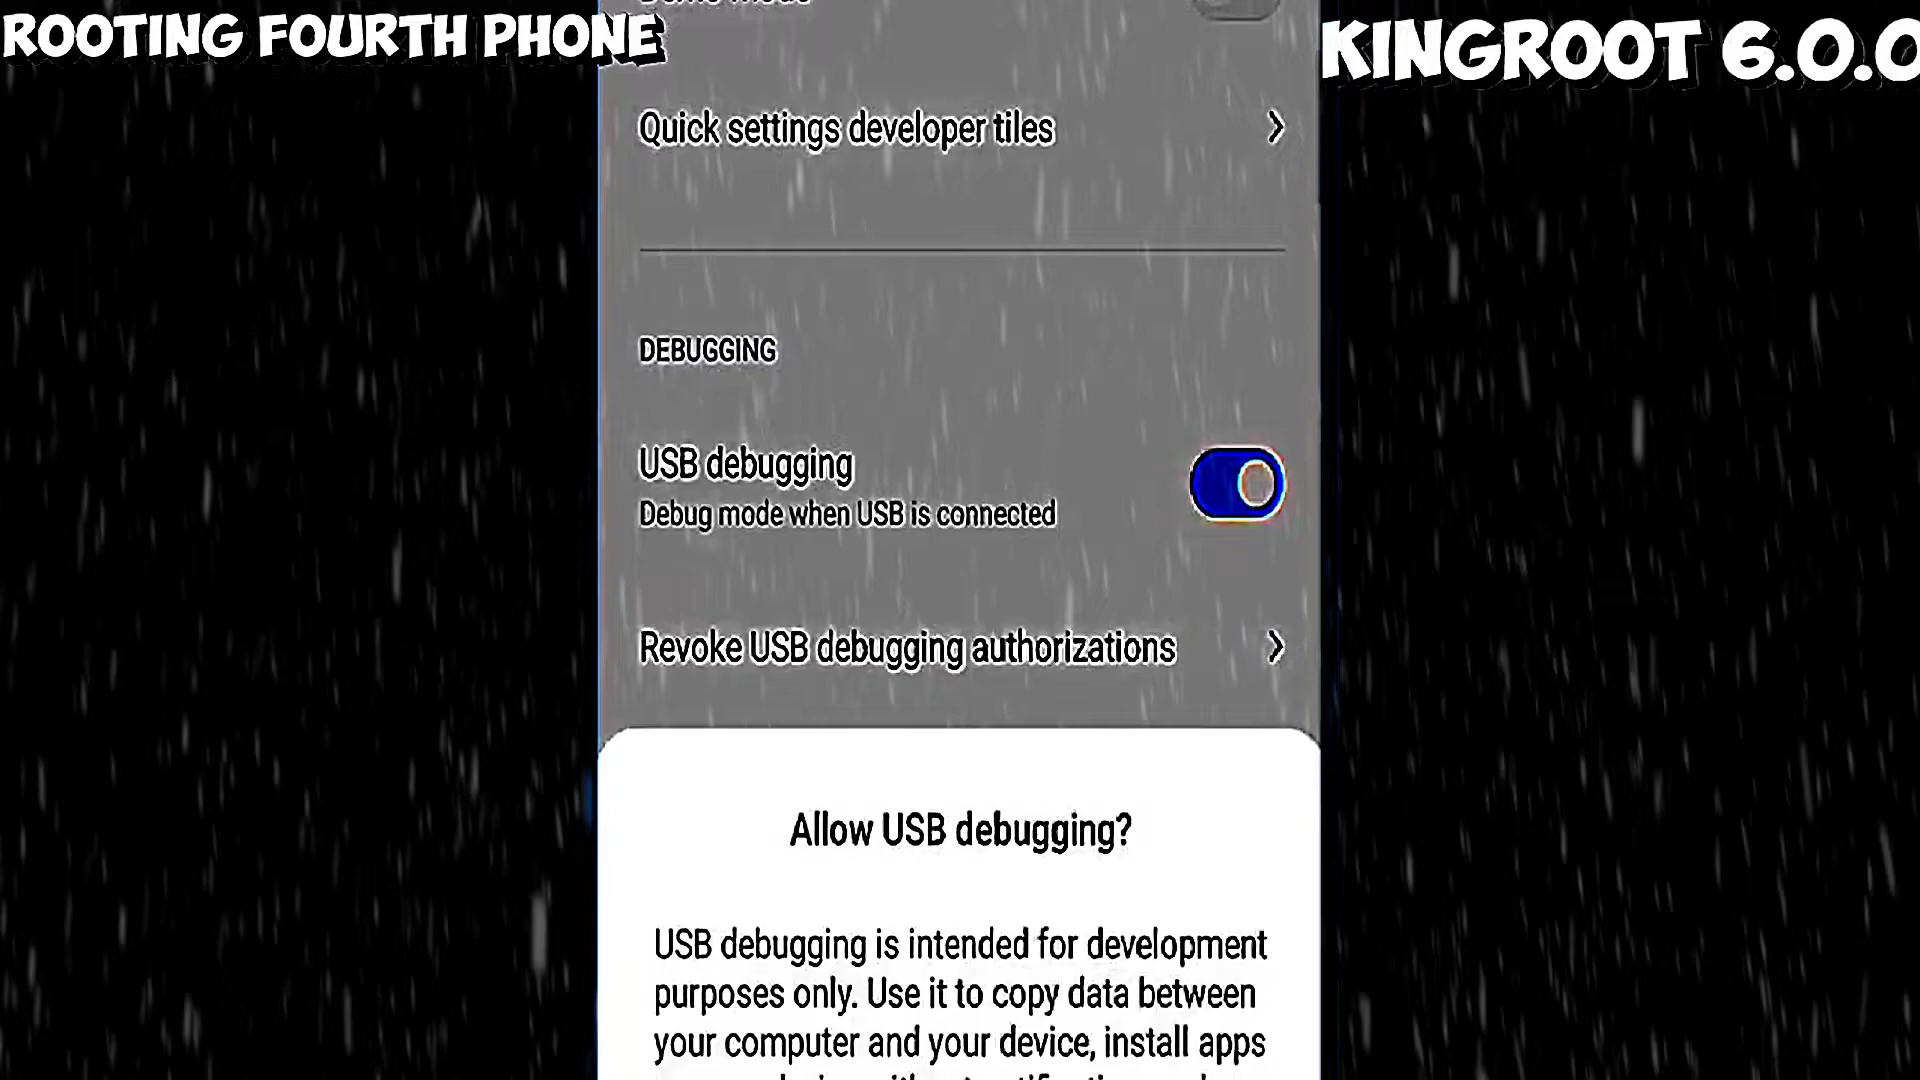 ROOTING FOURTH PHONE
KINGROOT 6.0.0
Quick settings developer tiles
DEBUGGING
USB debugging
Debug mode when USB is connected
Revoke USB debugging authorizations
Allow USB debugging?
USB debugging is intended for development
purposes only. Use it to copy data between
your computer and your device, install apps